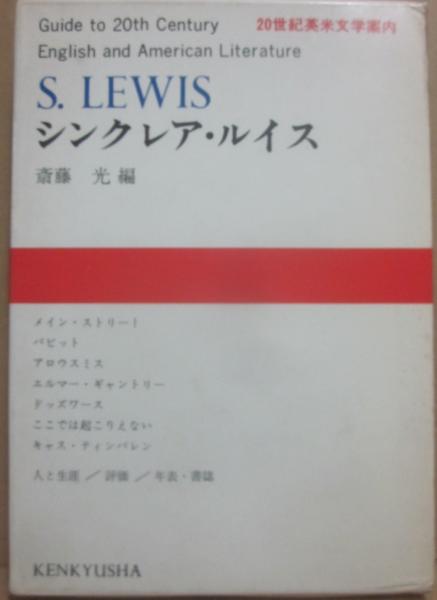 Guide to 20th Century 20世紀英米文学案内
English and American Literature
S. LEWIS
シンクレア・ルイス
斎藤 光 編
メイン・ストリート
バビット
アロウスミス
エルマー・ギャントリー
ドッズワース
ここでは起こりえない
キャス・ティンバレン
人と生涯／評価／年表・書誌
KENKYUSHA